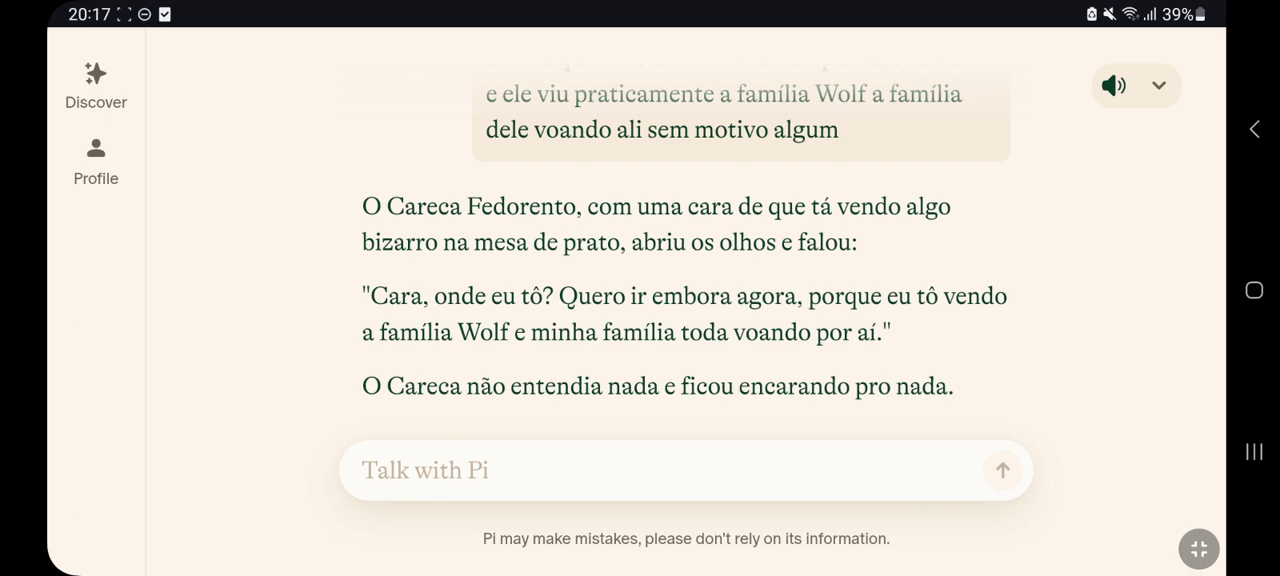 20:17
39%
Discover
Profile
e ele viu praticamente a família Wolf a família
dele voando ali sem motivo algum
O Careca Fedorento, com uma cara de que tá vendo algo
bizarro na mesa de prato, abriu os olhos e falou:
"Cara, onde eu tô? Quero ir embora agora, porque eu tô vendo
a família Wolf e minha família toda voando por aí."
O Careca não entendia nada e ficou encarando pro nada.
Talk with Pi
Pi may make mistakes, please don't rely on its information.